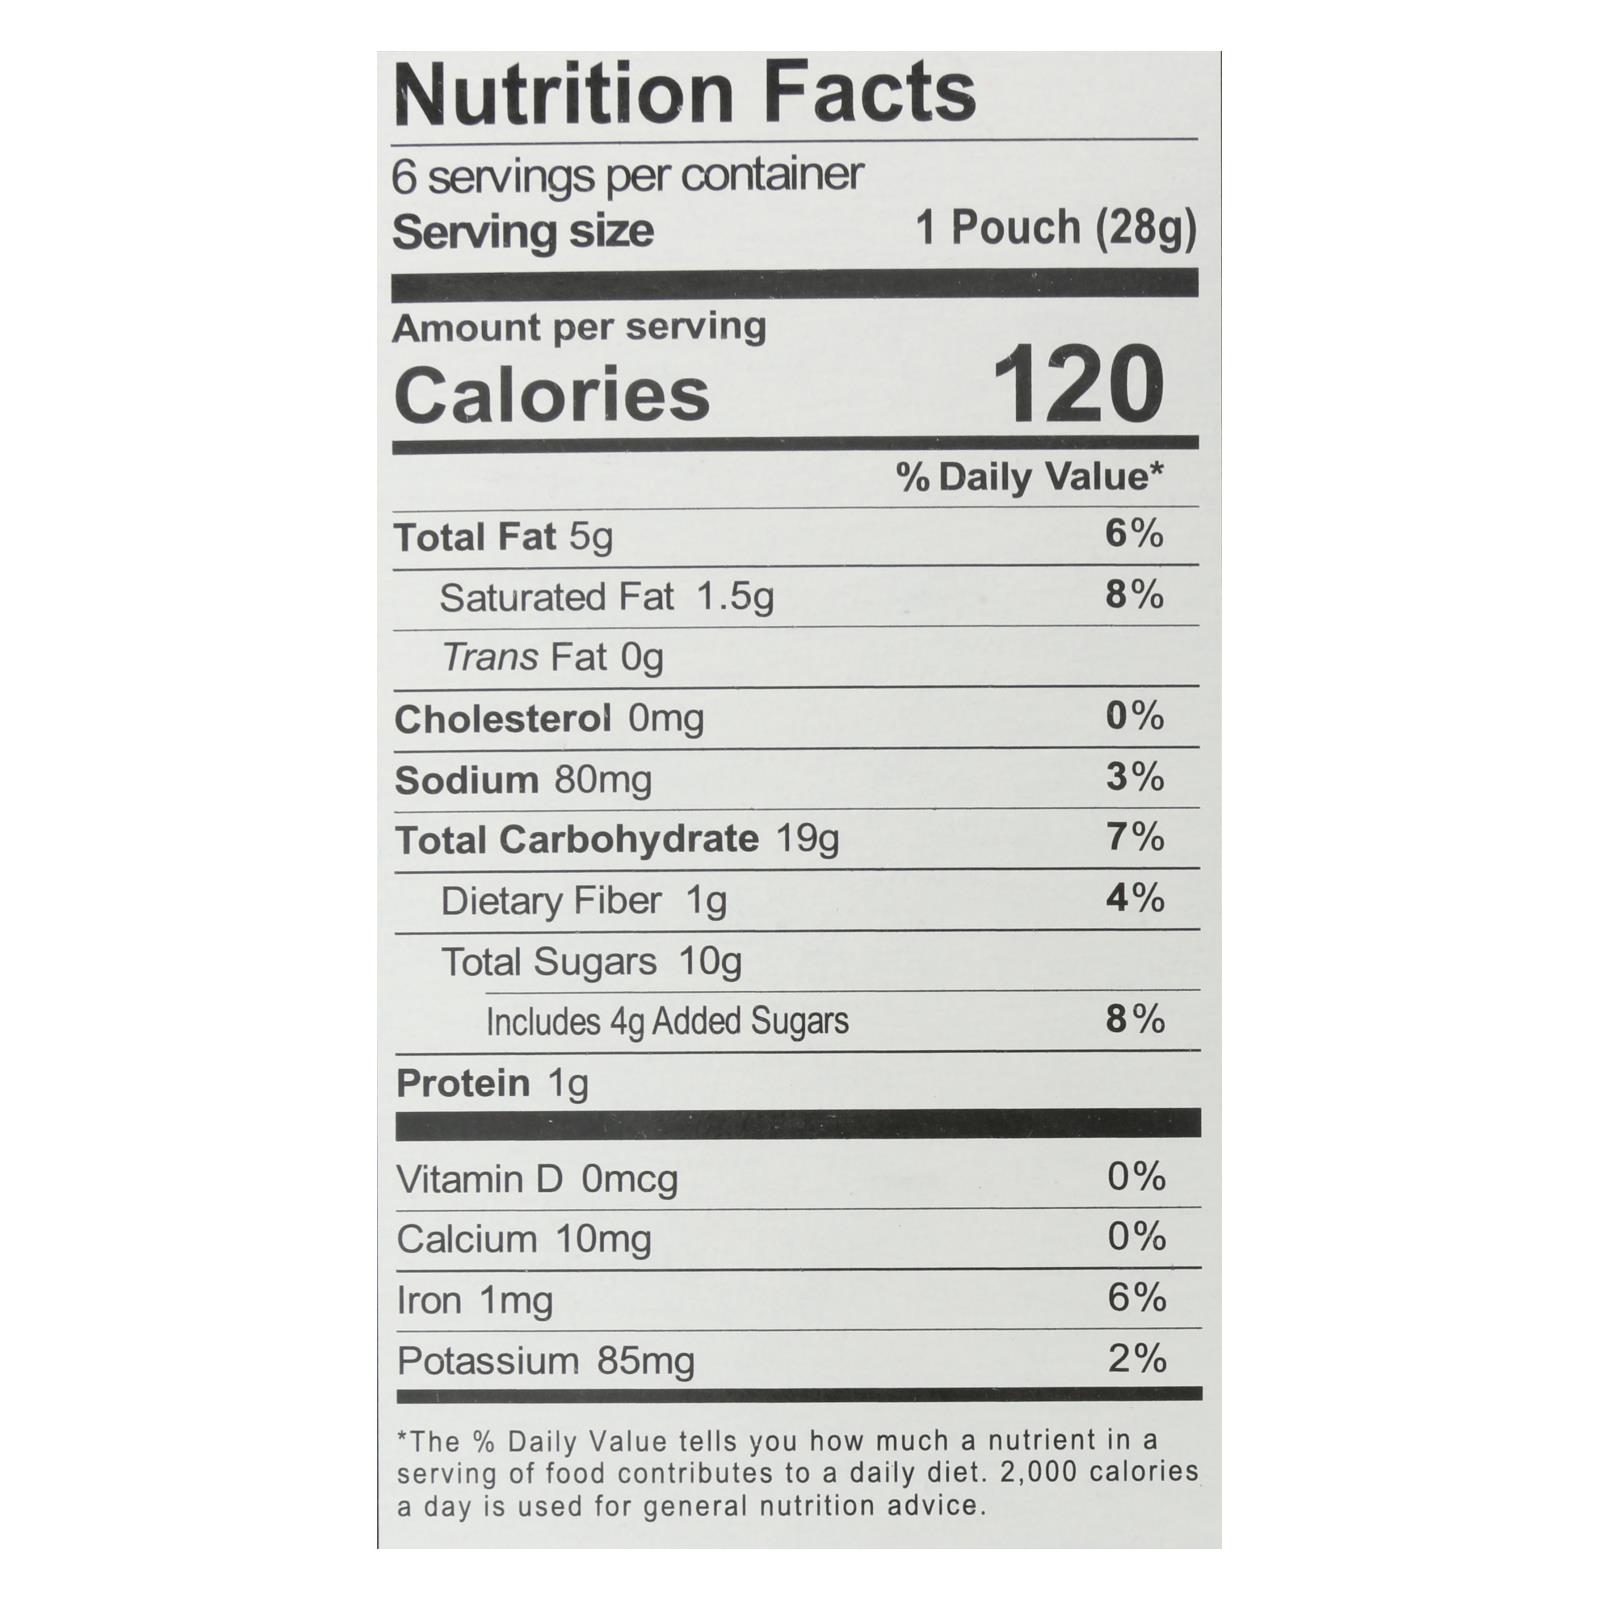 Nutrition Facts
6 servings per container
Serving size 1 Pouch (28g)
Amount per serving
Calories 120
% Daily Value*
Total Fat 5g 6%
Saturated Fat 1.5g 8%
Trans Fat 0g
Cholesterol 0mg 0%
Sodium 80mg 3%
Total Carbohydrate 19g 7%
Dietary Fiber 1g 4%
Total Sugars 10g
Includes 4g Added Sugars 8%
Protein 1g
Vitamin D 0mcg 0%
Calcium 10mg 0%
Iron 1mg 6%
Potassium 85mg 2%
*The % Daily Value tells you how much a nutrient in a
serving of food contributes to a daily diet. 2,000 calories
a day is used for general nutrition advice.